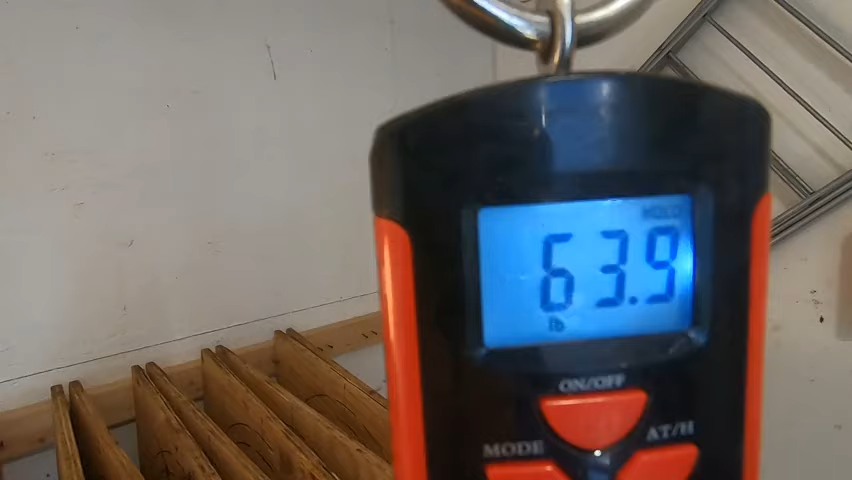 HOLD
63.9
lb
ON/OFF
MODE
AT/H